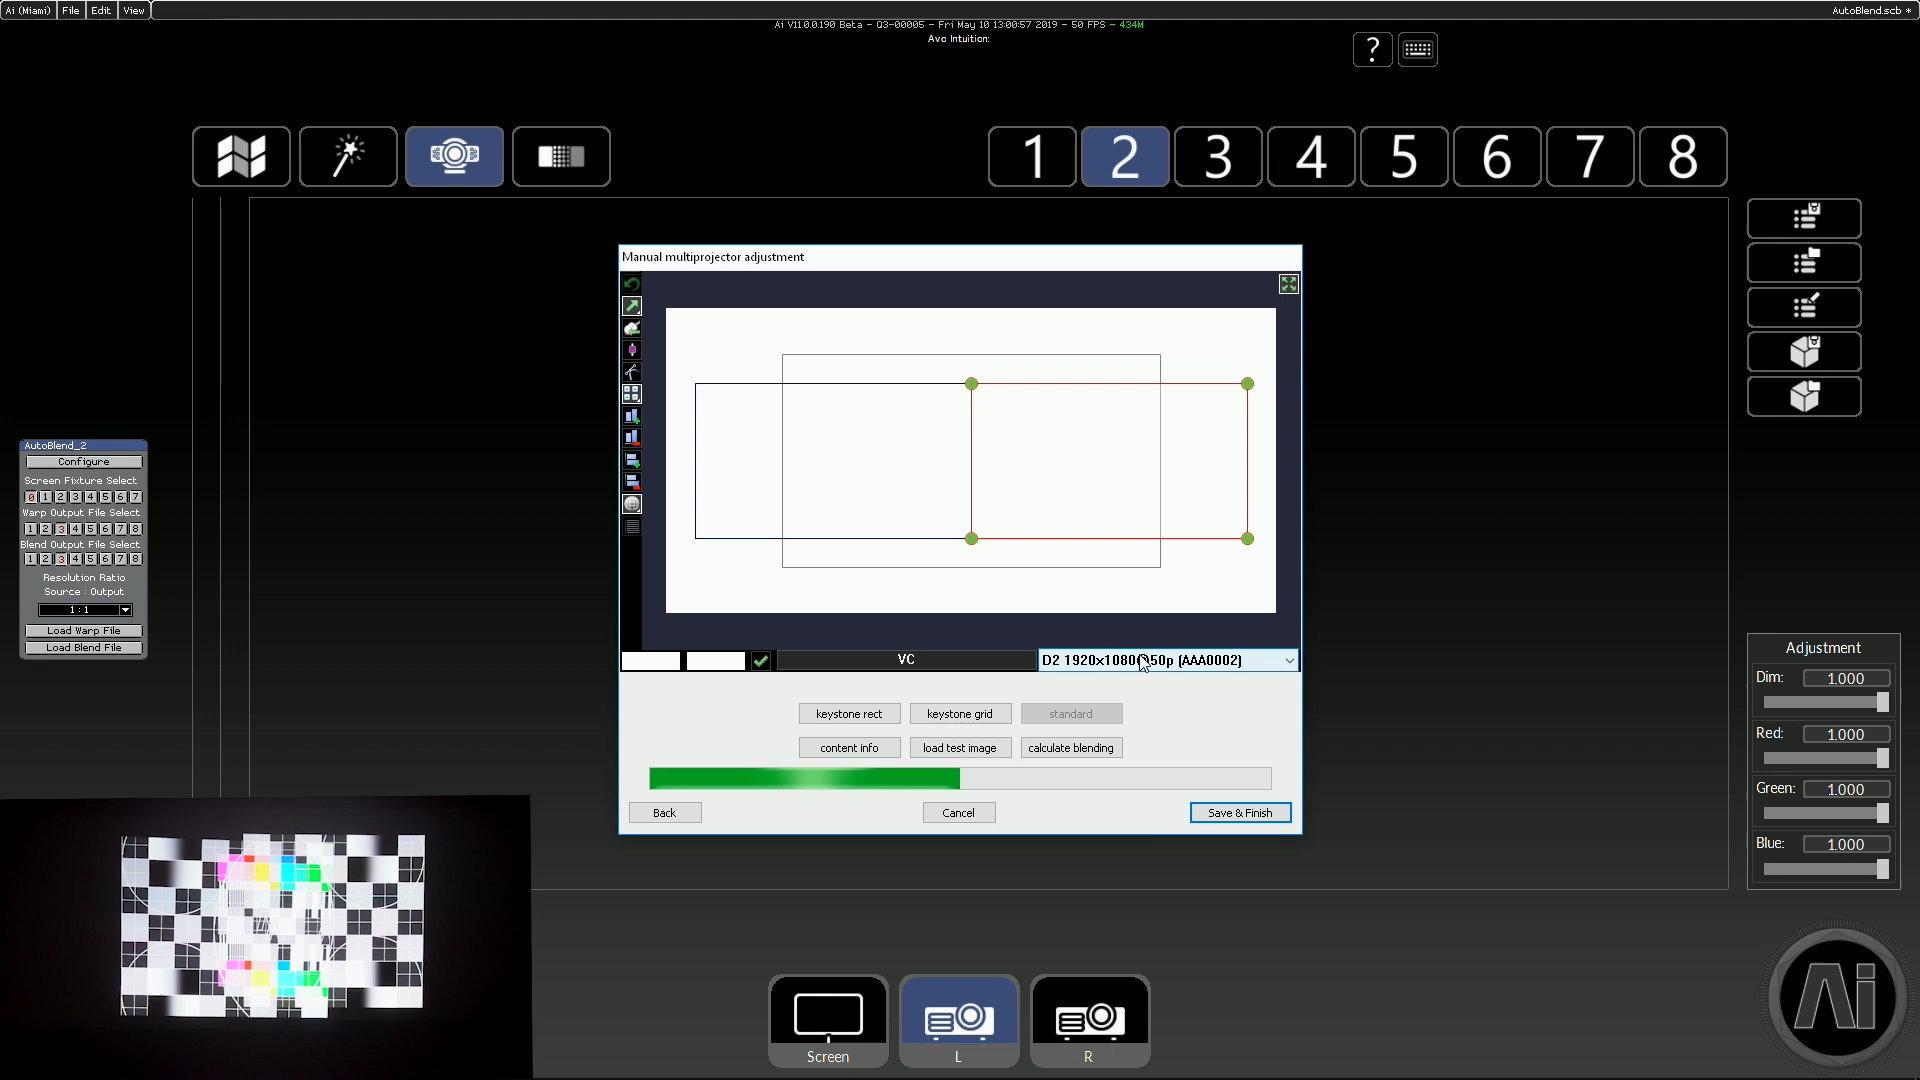 Ai (Miami)
File
Edit
View
AutoBlend.scb *
Ai V11.0.0.190 Beta - Q3-00005 - Fri May 10 13:00:57 2019 - 50 FPS - 434M
Avo Intuition:
?
1
2
3
4
5
6
7
8
Manual multiprojector adjustment
AutoBlend_2
Configure
Screen Fixture Select
0 1 2 3 4 5 6 7
Warp Output File Select
1 2 3 4 5 6 7 8
Blend Output File Select
1 2 3 4 5 6 7 8
Resolution Ratio
Source : Output
1 : 1
Load Warp File
Load Blend File
VC
keystone rect
keystone grid
standard
content info
load test image
calculate blending
Back
Cancel
Save & Finish
Adjustment
Dim: 1.000
Red: 1.000
Green: 1.000
Blue: 1.000
Screen
L
R
Ai